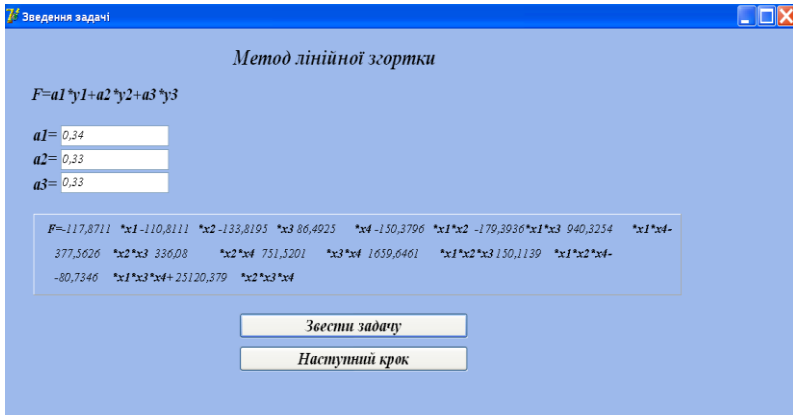 Зведення задачі
Метод лінійної згортки
F=a1*y1+a2*y2+a3*y3
a1= 0,34
a2= 0,33
a3= 0,33
F=-117,8711 *x1 -110,8111 *x2 -133,8195 *x3 86,4925 *x4 -150,3796 *x1*x2 -179,3936*x1*x3 940,3254 *x1*x4-
377,5626 *x2*x3 336,08 *x2*x4 751,5201 *x3*x4 1659,6461 *x1*x2*x3 150,1139 *x1*x2*x4-
-80,7346 *x1*x3*x4+ 25120,379 *x2*x3*x4
Звести задачу
Наступний крок